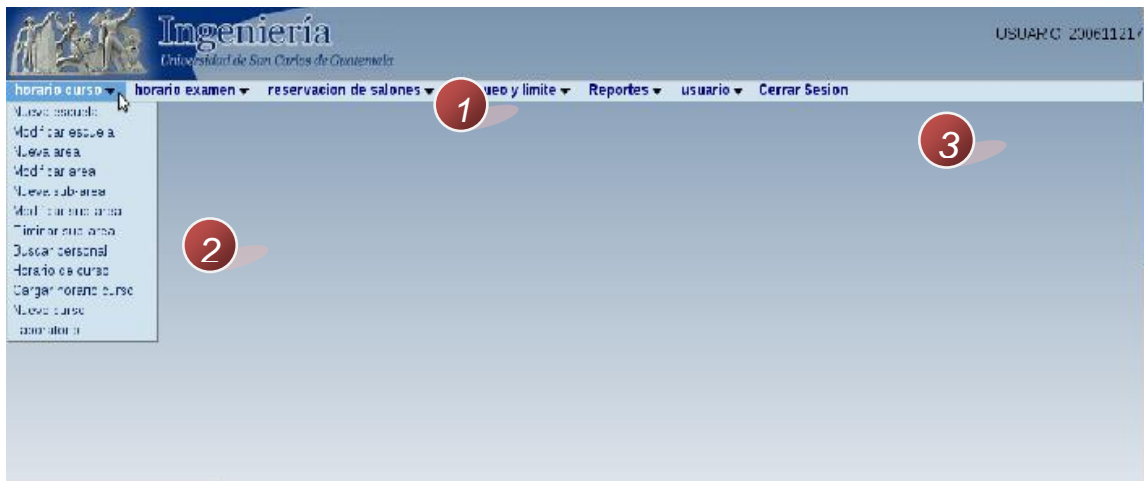 Ingeniería
Universidad de San Carlos de Guatemala
USUARIO 200611217
horario curso horario examen reservacion de salones y limite Reportes usuario Cerrar Sesion
1
3
Nueva escuela
Modificar escuela
Nueva area
Modificar area
Nueva sub-area
Modificar sub-area
Eliminar sub-area
2
Buscar personal
Horario de curso
Cargar horario curso
Nuevo curso
Laboratorio